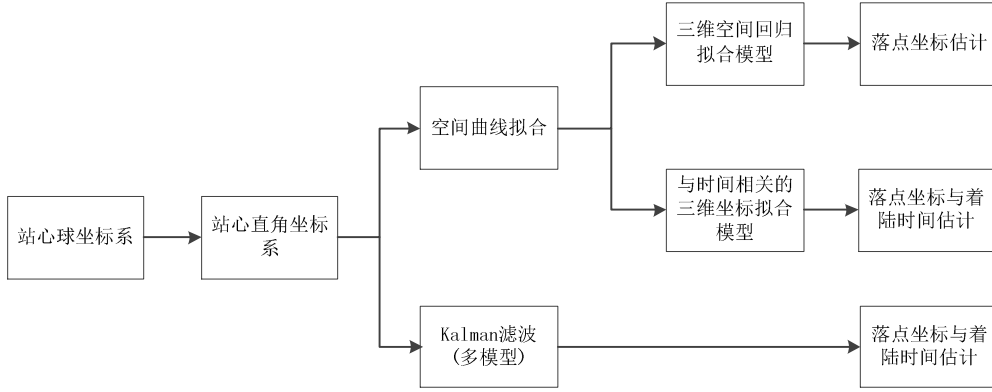 三维空间回归
拟合模型
落点坐标估计
空间曲线拟合
与时间相关的
三维坐标拟合
模型
落点坐标与着
陆时间估计
站心球坐标系
站心直角坐标
系
Kalman滤波
(多模型)
落点坐标与着
陆时间估计